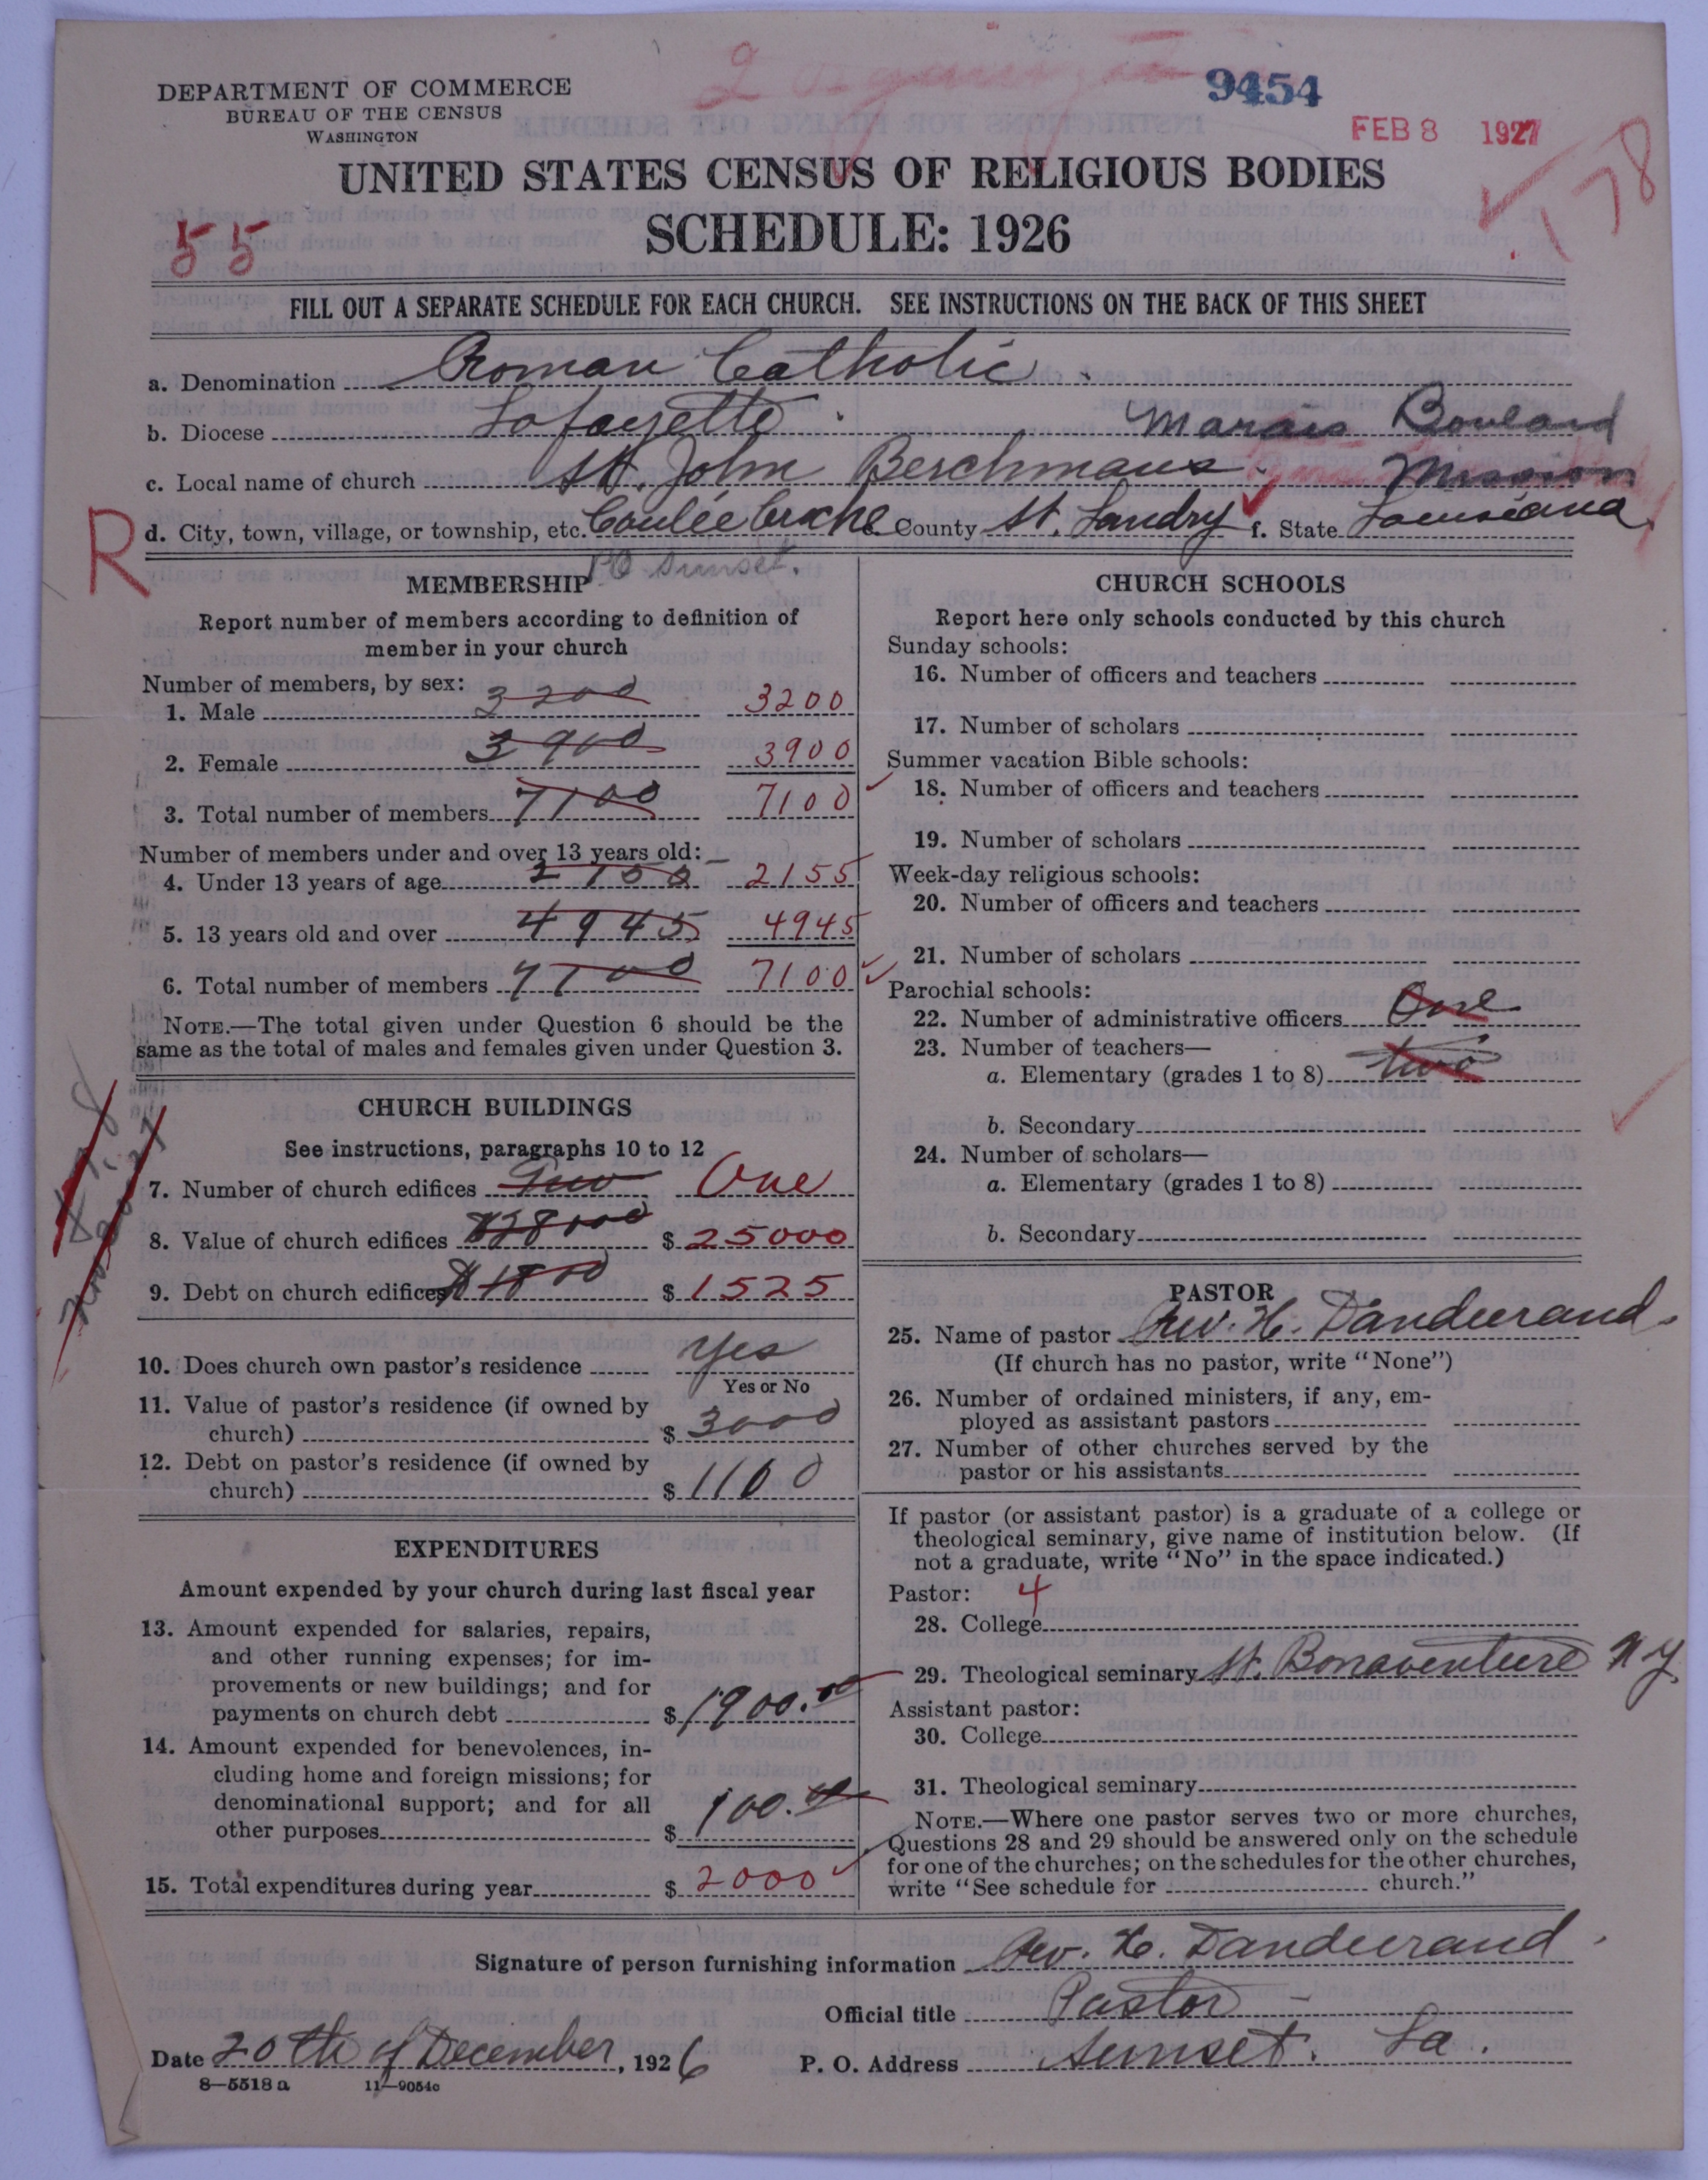 2
9454
DEPARTMENT OF COMMERCE
BUREAU OF THE CENSUS
WASHINGTON
FEB 8 1927
178
UNITED STATES CENSUS OF RELIGIOUS BODIES
SCHEDULE: 1926
55
FILL OUT A SEPARATE SCHEDULE FOR EACH CHURCH. SEE INSTRUCTIONS ON THE BACK OF THIS SHEET
a. Denomination Roman Catholic
b. Diocese Lafayette Marais Bouland
c. Local name of church St. John Berchmans. Mission
R
d. City, town, village, or township, etc. Coulée Croche e. County St. Landry f. State Louisiana
PO Sunset.
MEMBERSHIP
Report number of members according to definition of
member in your church
Number of members, by sex:
1. Male 3200 3200
2. Female 3900 3900
3. Total number of members 7100 7100
Number of members under and over 13 years old:
4. Under 13 years of age 2155 2155
5. 13 years old and over 4945 4945
6. Total number of members 7100 7100
NOTE.—The total given under Question 6 should be the
same as the total of males and females given under Question 3.
CHURCH BUILDINGS
See instructions, paragraphs 10 to 12
7. Number of church edifices Two One
8. Value of church edifices $28000 $ 25000
9. Debt on church edifices $ 1525
10. Does church own pastor's residence Yes
Yes or No
11. Value of pastor's residence (if owned by
church) $ 3000
12. Debt on pastor's residence (if owned by
church) $ 1100
EXPENDITURES
Amount expended by your church during last fiscal year
13. Amount expended for salaries, repairs,
and other running expenses; for im-
provements or new buildings; and for
payments on church debt $ 1900.00
14. Amount expended for benevolences, in-
cluding home and foreign missions; for
denominational support; and for all
other purposes $ 100.00
15. Total expenditures during year $ 2000
CHURCH SCHOOLS
Report here only schools conducted by this church
Sunday schools:
16. Number of officers and teachers
17. Number of scholars
Summer vacation Bible schools:
18. Number of officers and teachers
19. Number of scholars
Week-day religious schools:
20. Number of officers and teachers
21. Number of scholars
Parochial schools:
22. Number of administrative officers One
23. Number of teachers—
a. Elementary (grades 1 to 8) two
b. Secondary
24. Number of scholars—
a. Elementary (grades 1 to 8)
b. Secondary
PASTOR
25. Name of pastor Rev. H. Dandurand.
(If church has no pastor, write "None")
26. Number of ordained ministers, if any, em-
ployed as assistant pastors
27. Number of other churches served by the
pastor or his assistants
If pastor (or assistant pastor) is a graduate of a college or
theological seminary, give name of institution below. (If
not a graduate, write "No" in the space indicated.)
Pastor: 4
28. College
29. Theological seminary St. Bonaventure N Y.
Assistant pastor:
30. College
31. Theological seminary
NOTE.—Where one pastor serves two or more churches,
Questions 28 and 29 should be answered only on the schedule
for one of the churches; on the schedules for the other churches,
write "See schedule for church."
Signature of person furnishing information Rev. H. Dandurand.
Official title Pastor
Date 20th of December, 1926 P. O. Address Sunset. La.
8—5518 a 11—9054c